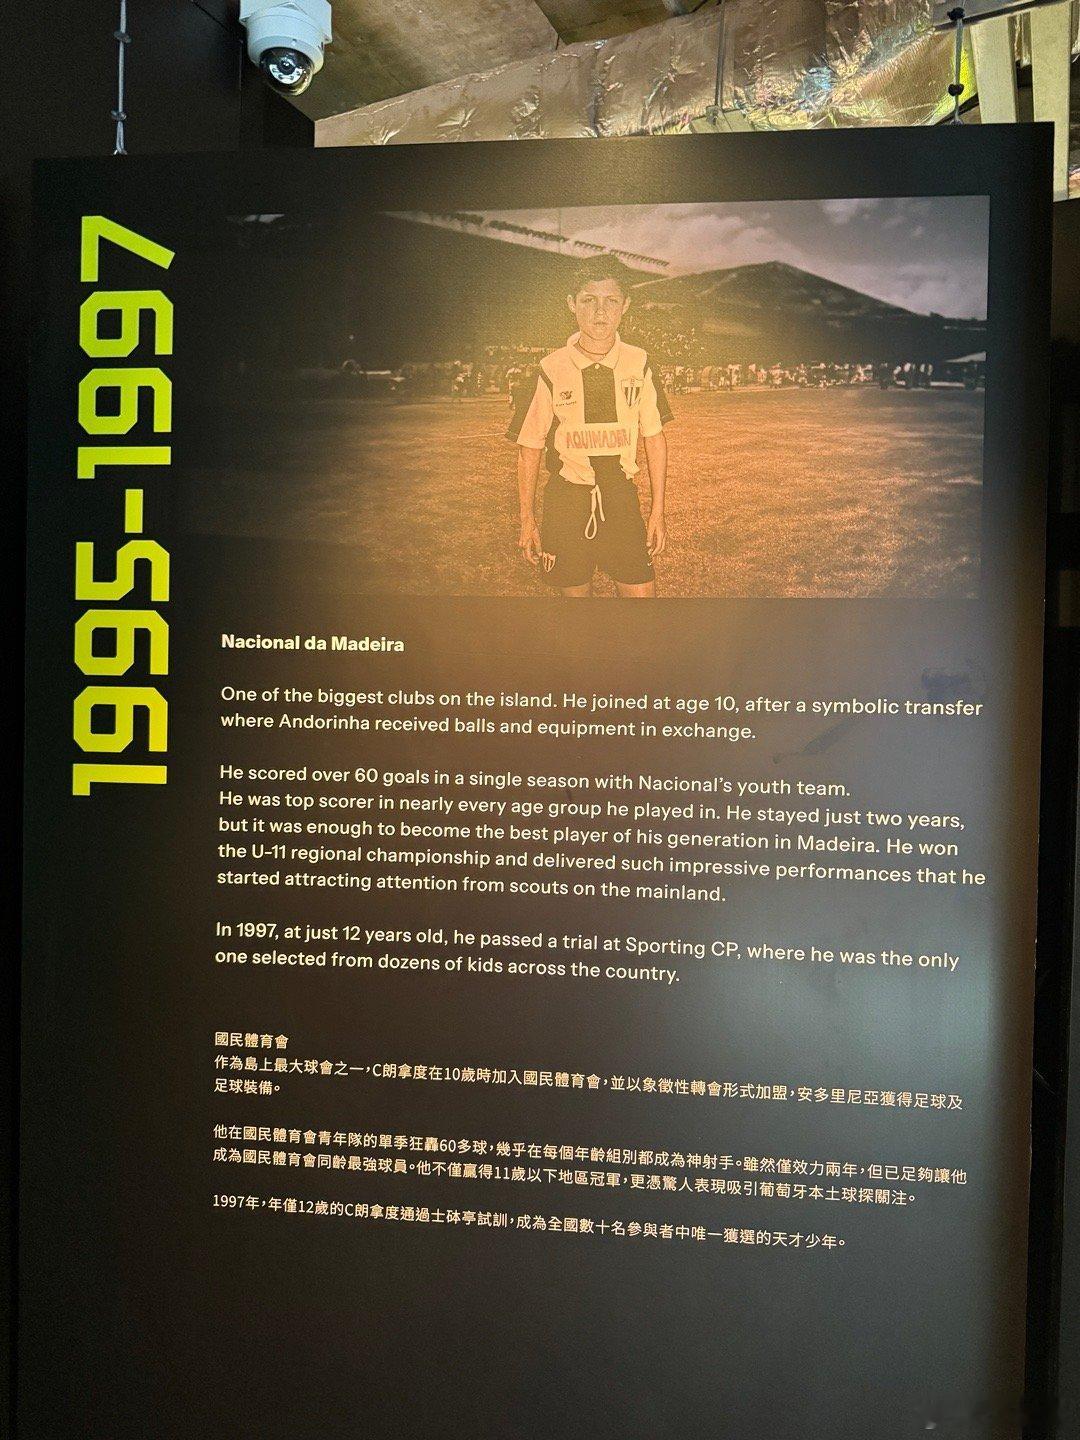 1995-1997
AQUIMADEIRA
Nacional da Madeira
One of the biggest clubs on the island. He joined at age 10, after a symbolic transfer
where Andorinha received balls and equipment in exchange.
He scored over 60 goals in a single season with Nacional's youth team.
He was top scorer in nearly every age group he played in. He stayed just two years,
but it was enough to become the best player of his generation in Madeira. He won
the U-11 regional championship and delivered such impressive performances that he
started attracting attention from scouts on the mainland.
In 1997, at just 12 years old, he passed a trial at Sporting CP, where he was the only
one selected from dozens of kids across the country.
國民體育會
作為島上最大球會之一，C朗拿度在10歲時加入國民體育會，並以象徵性轉會形式加盟，安多里尼亞獲得足球及
足球裝備。
他在國民體育會青年隊的單季狂轟60多球，幾乎在每個年齡組別都成為神射手。雖然僅效力兩年，但已足夠讓他
成為國民體育會同齡最強球員。他不僅贏得11歲以下地區冠軍，更憑驚人表現吸引葡萄牙本土球探關注。
1997年，年僅12歲的C朗拿度通過士砵亭試訓，成為全國數十名參與者中唯一獲選的天才少年。